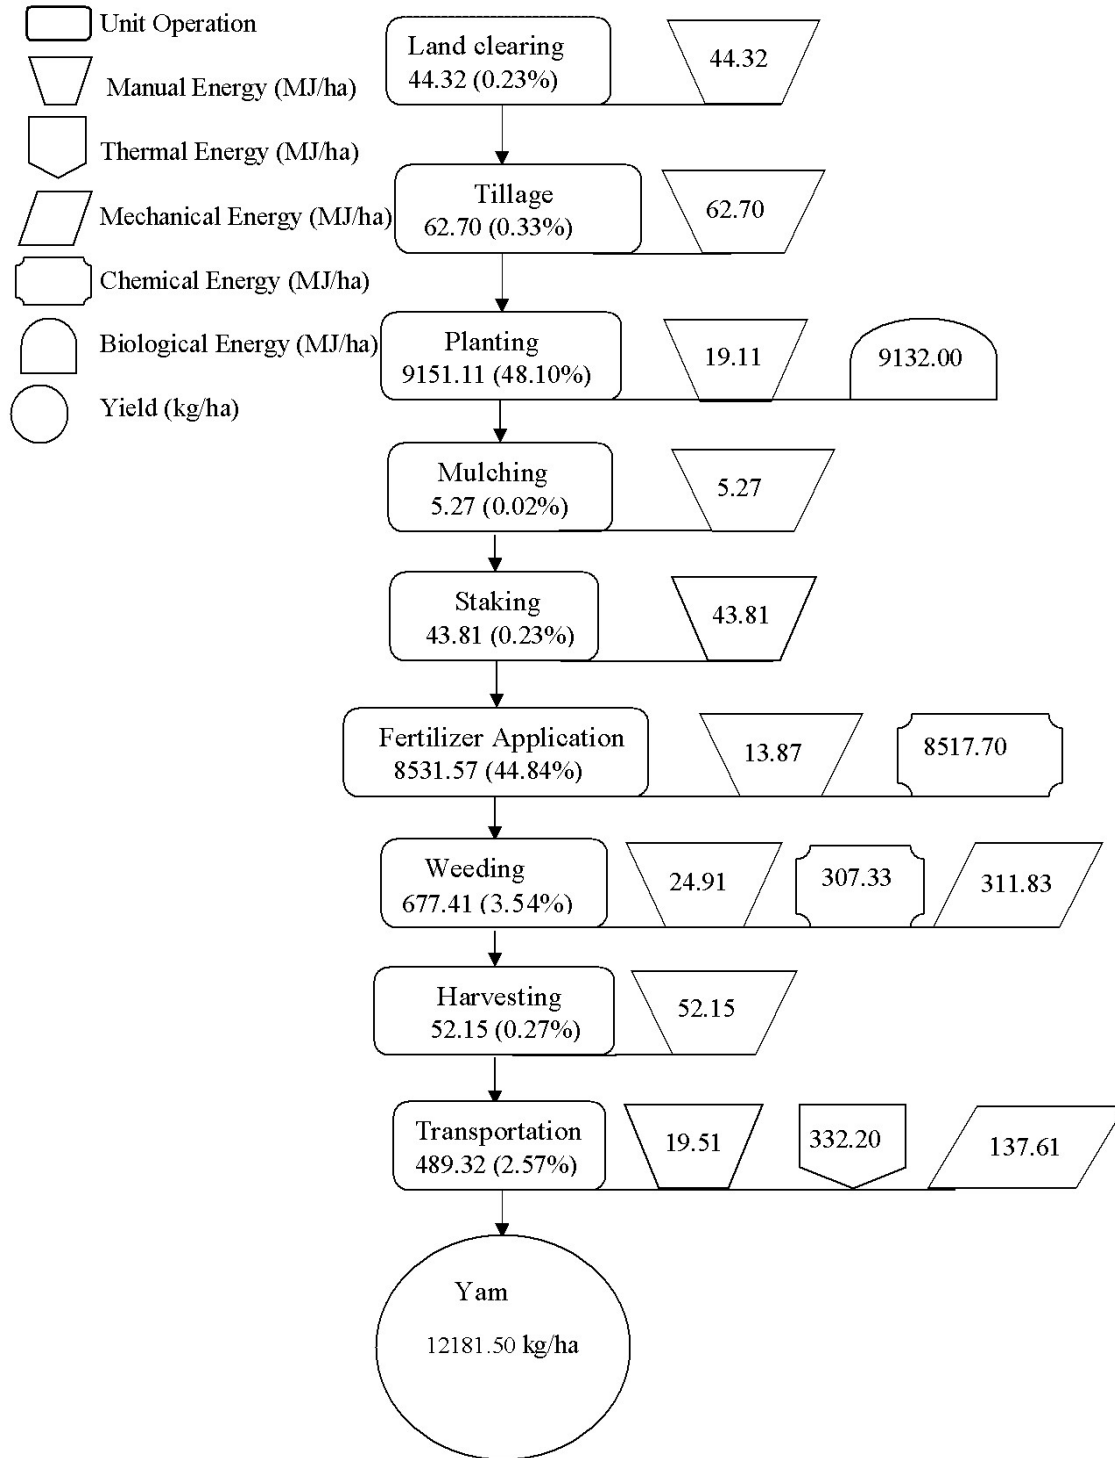 Unit Operation
Manual Energy (MJ/ha)
Thermal Energy (MJ/ha)
Mechanical Energy (MJ/ha)
Chemical Energy (MJ/ha)
Biological Energy (MJ/ha)
Yield (kg/ha)
Land clearing
44.32 (0.23%)
44.32
Tillage
62.70 (0.33%)
62.70
Planting
9151.11 (48.10%)
19.11
9132.00
Mulching
5.27 (0.02%)
5.27
Staking
43.81 (0.23%)
43.81
Fertilizer Application
8531.57 (44.84%)
13.87
8517.70
Weeding
677.41 (3.54%)
24.91
307.33
311.83
Harvesting
52.15 (0.27%)
52.15
Transportation
489.32 (2.57%)
19.51
332.20
137.61
Yam
12181.50 kg/ha